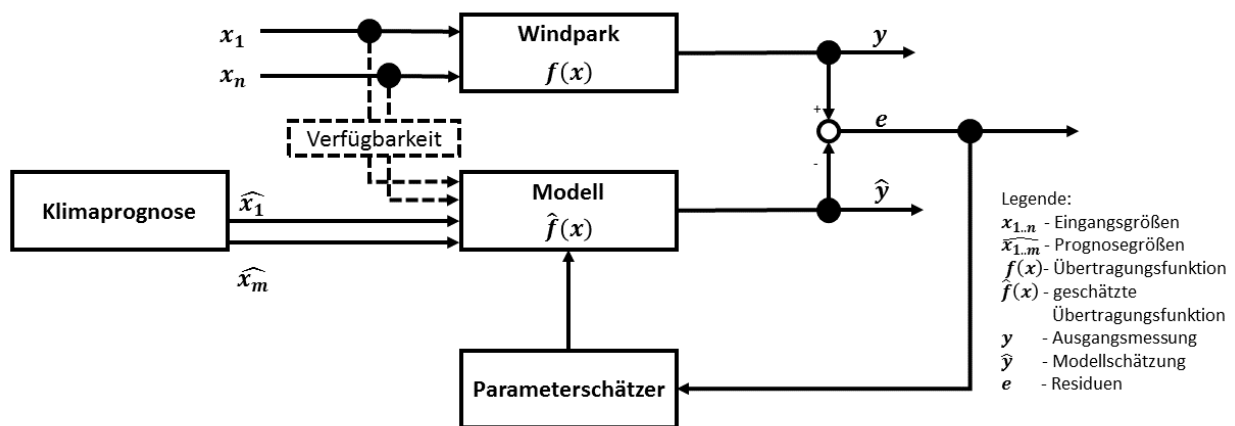 x₁
xₙ
Windpark
f(x)
y
+
-
e
Verfügbarkeit
Klimaprognose
x̂₁
x̂ₘ
Modell
f̂(x)
ŷ
Parameterschätzer
Legende:
x₁..ₙ - Eingangsgrößen
x̂₁..ₘ - Prognosegrößen
f(x)- Übertragungsfunktion
f̂(x) - geschätzte
Übertragungsfunktion
y - Ausgangsmessung
ŷ - Modellschätzung
e - Residuen